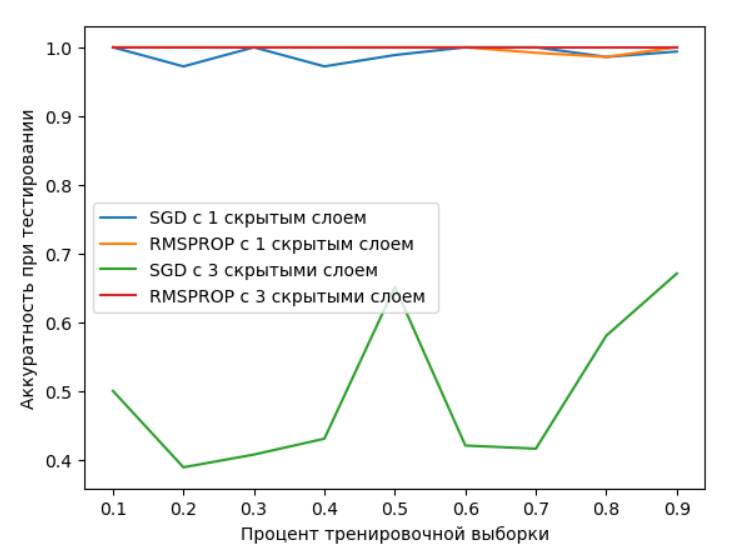 Аккуратность при тестировании
1.0
0.9
0.8
0.7
0.6
0.5
0.4
SGD с 1 скрытым слоем
RMSPROP с 1 скрытым слоем
SGD с 3 скрытыми слоем
RMSPROP с 3 скрытыми слоем
0.1 0.2 0.3 0.4 0.5 0.6 0.7 0.8 0.9
Процент тренировочной выборки